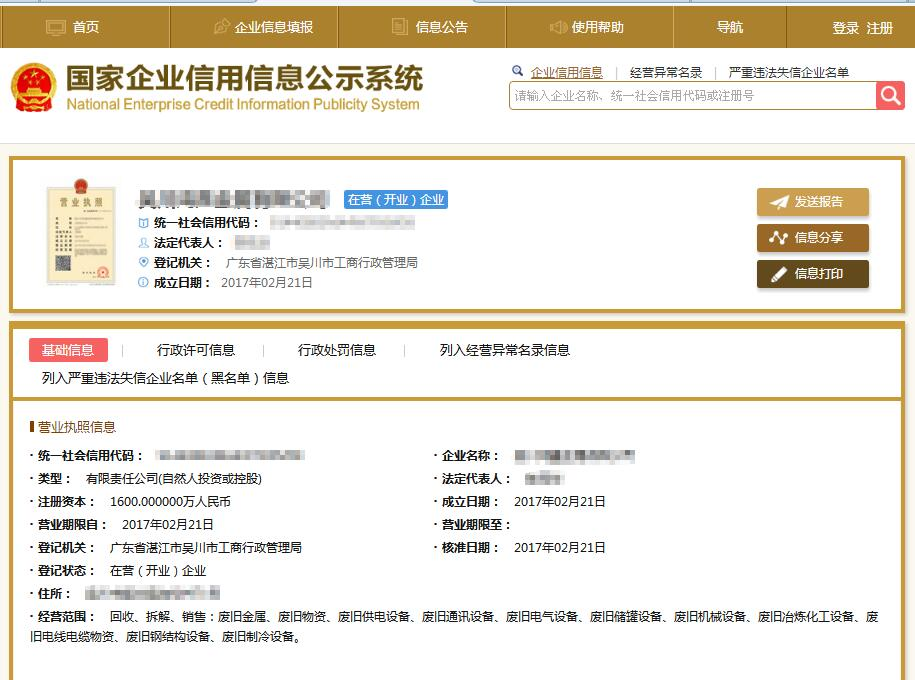 首页 企业信息填报 信息公告 使用帮助 导航 登录 注册
国家企业信用信息公示系统
National Enterprise Credit Information Publicity System
企业信用信息 | 经营异常名录 | 严重违法失信企业名单
请输入企业名称、统一社会信用代码或注册号
营业执照
在营（开业）企业
统一社会信用代码：
法定代表人：
登记机关： 广东省湛江市吴川市工商行政管理局
成立日期： 2017年02月21日
发送报告
信息分享
信息打印
基础信息 | 行政许可信息 | 行政处罚信息 | 列入经营异常名录信息
列入严重违法失信企业名单（黑名单）信息
营业执照信息
· 统一社会信用代码： · 企业名称：
· 类型： 有限责任公司(自然人投资或控股) · 法定代表人：
· 注册资本： 1600.000000万人民币 · 成立日期： 2017年02月21日
· 营业期限自： 2017年02月21日 · 营业期限至：
· 登记机关： 广东省湛江市吴川市工商行政管理局 · 核准日期： 2017年02月21日
· 登记状态： 在营（开业）企业
· 住所：
· 经营范围： 回收、拆解、销售：废旧金属、废旧物资、废旧供电设备、废旧通讯设备、废旧电气设备、废旧储罐设备、废旧机械设备、废旧冶炼化工设备、废
旧电线电缆物资、废旧钢结构设备、废旧制冷设备。